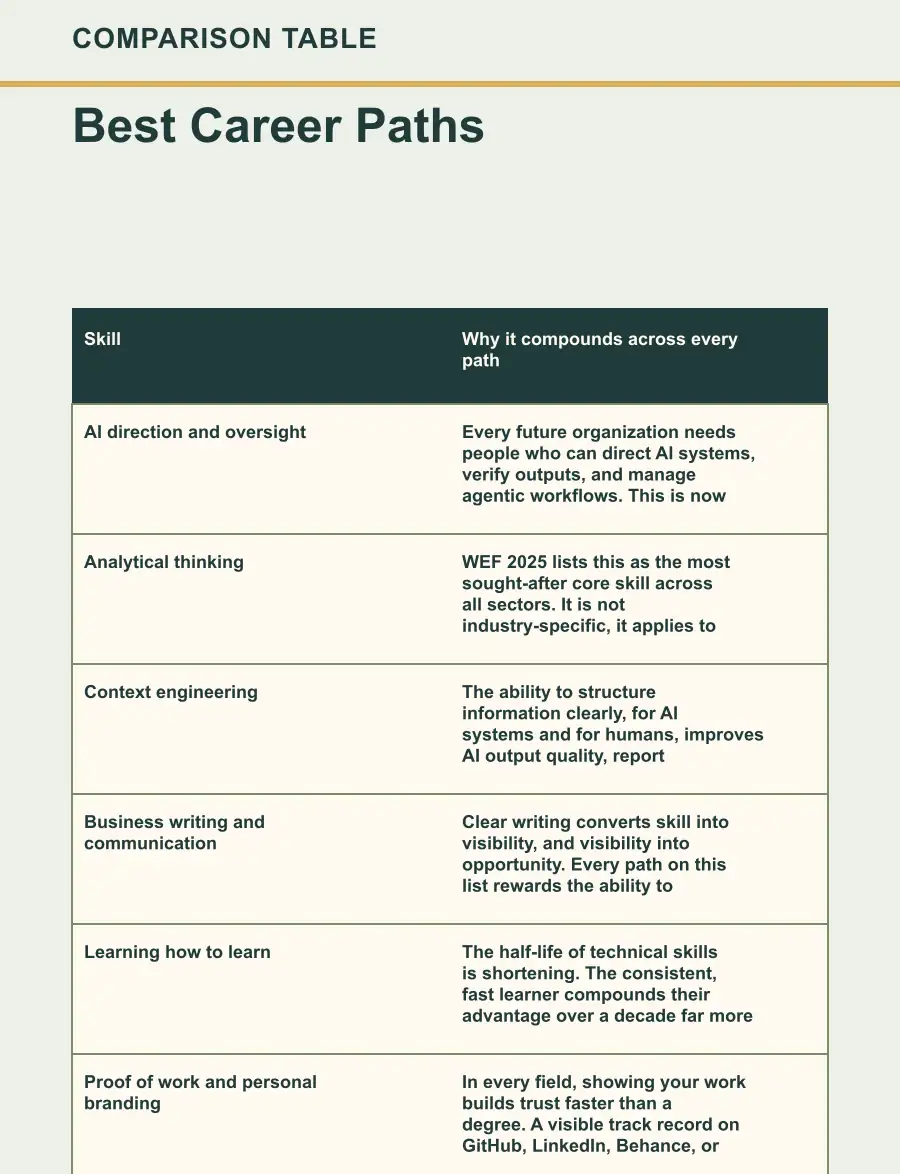 COMPARISON TABLE
Best Career Paths
Skill
Why it compounds across every
path
AI direction and oversight
Every future organization needs
people who can direct AI systems,
verify outputs, and manage
agentic workflows. This is now
Analytical thinking
WEF 2025 lists this as the most
sought-after core skill across
all sectors. It is not
industry-specific, it applies to
Context engineering
The ability to structure
information clearly, for AI
systems and for humans, improves
AI output quality, report
Business writing and
communication
Clear writing converts skill into
visibility, and visibility into
opportunity. Every path on this
list rewards the ability to
Learning how to learn
The half-life of technical skills
is shortening. The consistent,
fast learner compounds their
advantage over a decade far more
Proof of work and personal
branding
In every field, showing your work
builds trust faster than a
degree. A visible track record on
GitHub, LinkedIn, Behance, or